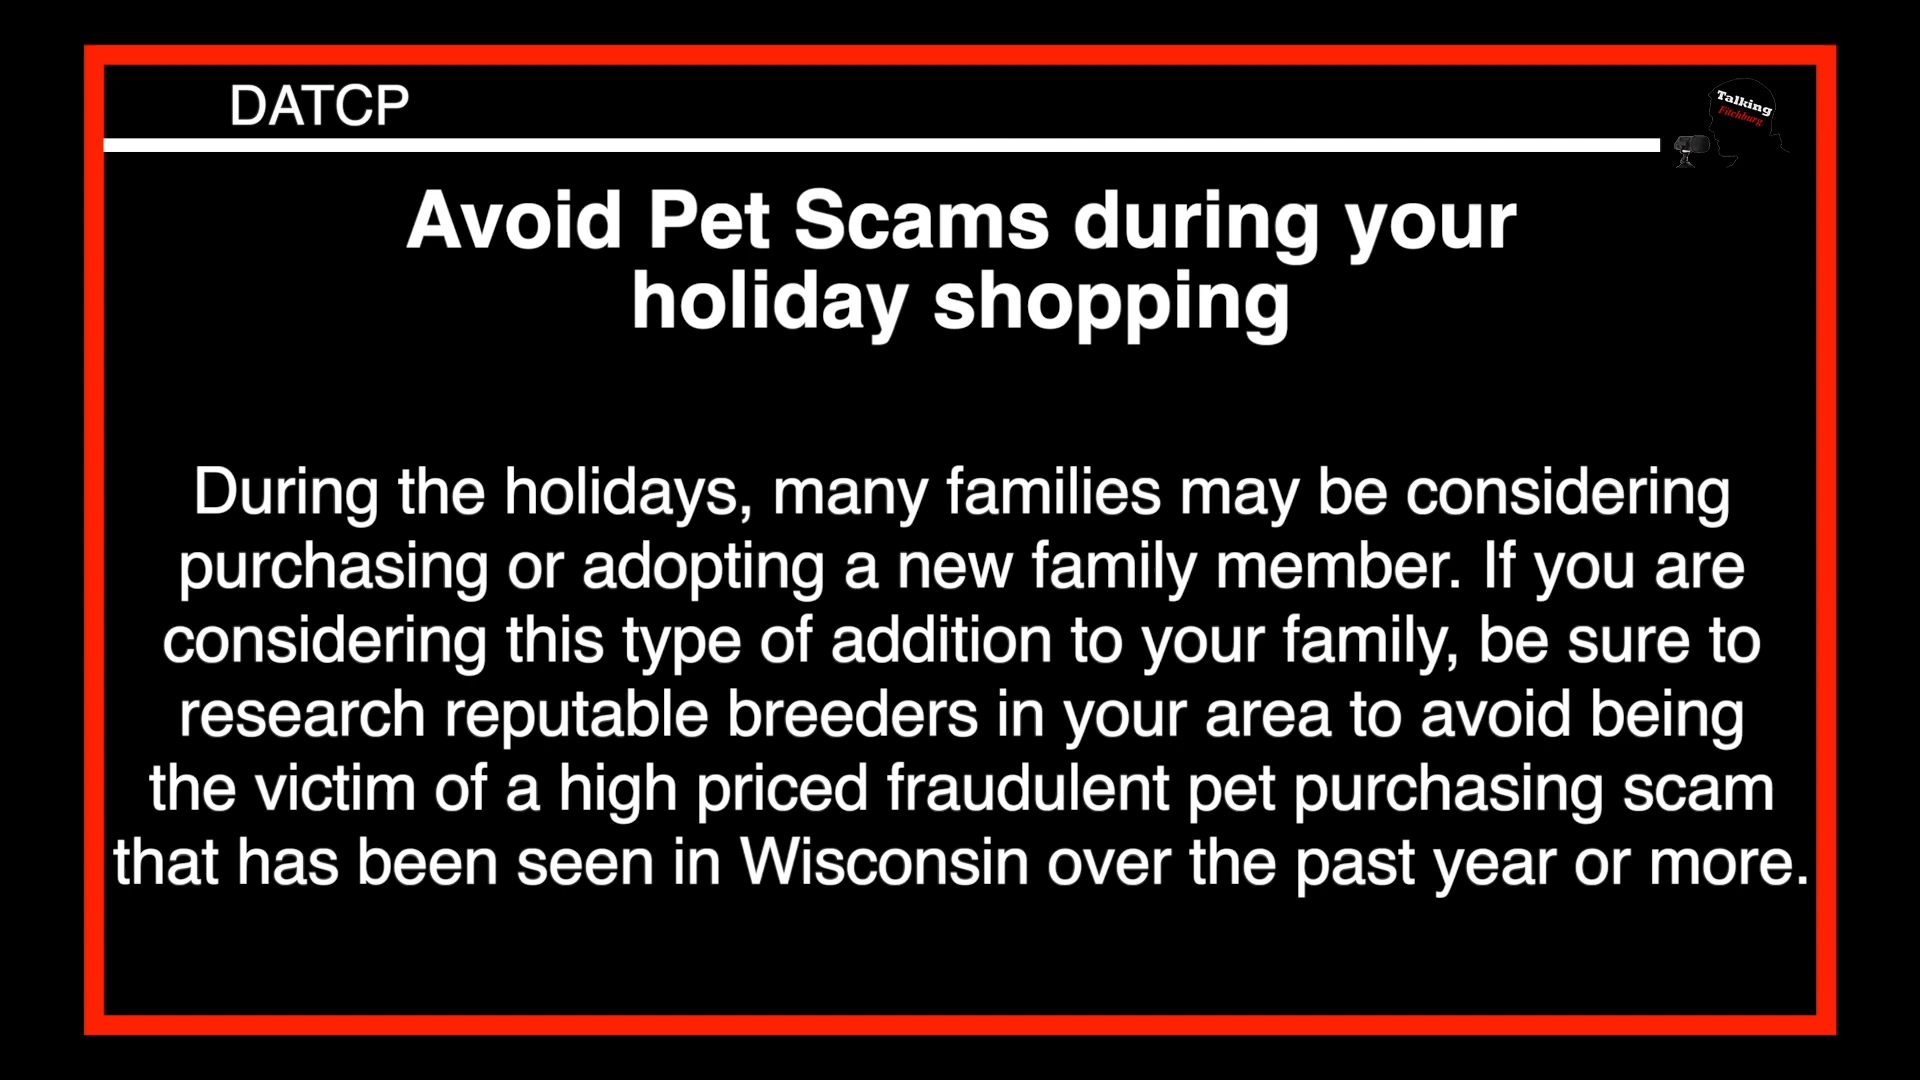 DATCP
Talking
Fitchburg
Avoid Pet Scams during your
holiday shopping
During the holidays, many families may be considering
purchasing or adopting a new family member. If you are
considering this type of addition to your family, be sure to
research reputable breeders in your area to avoid being
the victim of a high priced fraudulent pet purchasing scam
that has been seen in Wisconsin over the past year or more.